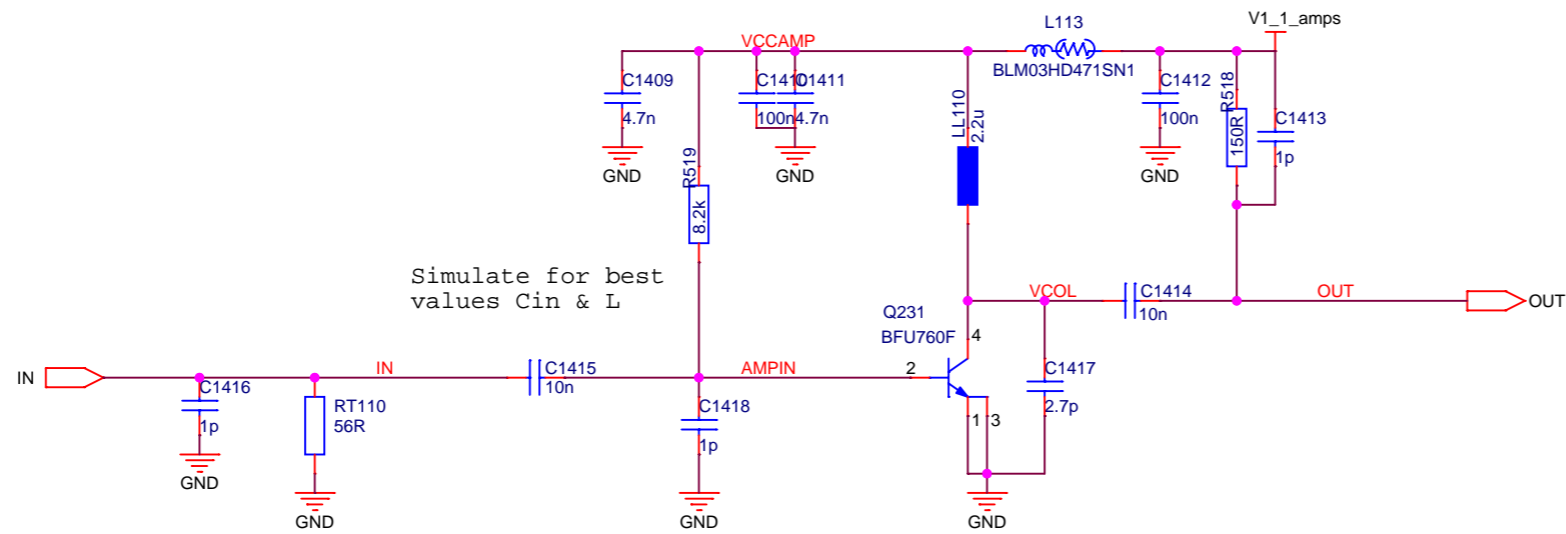 L113
V1_1_amps
VCCAMP
BLM03HD471SN1
C1409
4.7n
GND
C1410
100n
C1411
4.7n
GND
LL110
2.2u
C1412
100n
GND
R518
150R
C1413
1p
R519
8.2k
Simulate for best
values Cin & L
VCOL
C1414
10n
OUT
OUT
Q231
BFU760F
4
2
1
3
IN
IN
C1415
10n
AMPIN
C1416
1p
GND
RT110
56R
GND
C1418
1p
GND
C1417
2.7p
GND